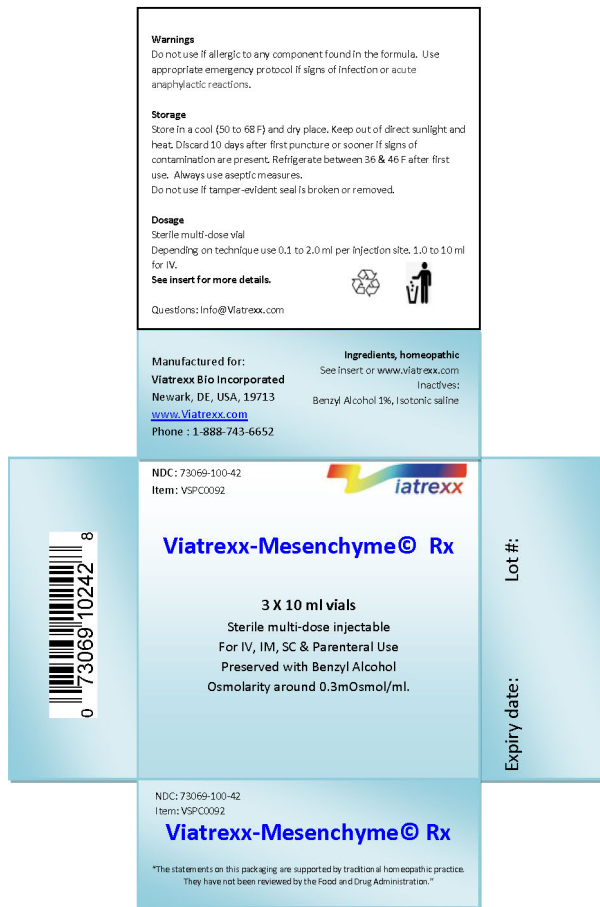 Warnings
Do not use if allergic to any component found in the formula. Use
appropriate emergency protocol if signs of infection or acute
anaphylactic reactions.
Storage
Store in a cool (50 to 68 F) and dry place. Keep out of direct sunlight and
heat. Discard 10 days after first puncture or sooner if signs of
contamination are present. Refrigerate between 36 & 46 F after first
use. Always use aseptic measures.
Do not use if tamper-evident seal is broken or removed.
Dosage
Sterile multi-dose vial
Depending on technique use 0.1 to 2.0 ml per injection site. 1.0 to 10 ml
for IV.
See insert for more details.
Questions: Info@Viatrexx.com
Manufactured for:
Viatrexx Bio Incorporated
Newark, DE, USA, 19713
www.Viatrexx.com
Phone : 1-888-743-6652
Ingredients, homeopathic
See insert or www.viatrexx.com
Inactives:
Benzyl Alcohol 1%, Isotonic saline
0 73069 10242 8
NDC: 73069-100-42
Item: VSPC0092
Viatrexx
Viatrexx-Mesenchyme© Rx
3 X 10 ml vials
Sterile multi-dose injectable
For IV, IM, SC & Parenteral Use
Preserved with Benzyl Alcohol
Osmolarity around 0.3mOsmol/ml.
Lot #:
Expiry date:
NDC: 73069-100-42
Item: VSPC0092
Viatrexx-Mesenchyme© Rx
"The statements on this packaging are supported by traditional homeopathic practice.
They have not been reviewed by the Food and Drug Administration."